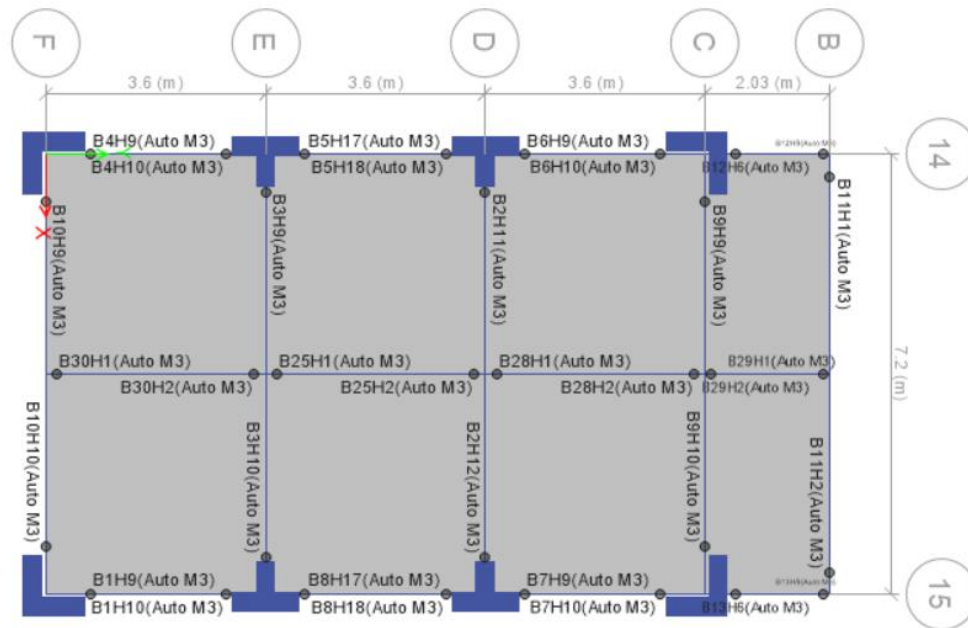 F
E
D
C
B
3.6 (m)
3.6 (m)
3.6 (m)
2.03 (m)
14
B4H9(Auto M3)
B5H17(Auto M3)
B6H9(Auto M3)
B12H5(Auto M3)
B4H10(Auto M3)
B5H18(Auto M3)
B6H10(Auto M3)
B12H6(Auto M3)
X
B10H9(Auto M3)
B3H9(Auto M3)
B2H11(Auto M3)
B9H9(Auto M3)
B11H1(Auto M3)
7.2 (m)
B30H1(Auto M3)
B25H1(Auto M3)
B28H1(Auto M3)
B29H1(Auto M3)
B30H2(Auto M3)
B25H2(Auto M3)
B28H2(Auto M3)
B29H2(Auto M3)
B10H10(Auto M3)
B3H10(Auto M3)
B2H12(Auto M3)
B9H10(Auto M3)
B11H2(Auto M3)
B1H9(Auto M3)
B8H17(Auto M3)
B7H9(Auto M3)
B1H10(Auto M3)
B8H18(Auto M3)
B7H10(Auto M3)
B13H6(Auto M3)
15